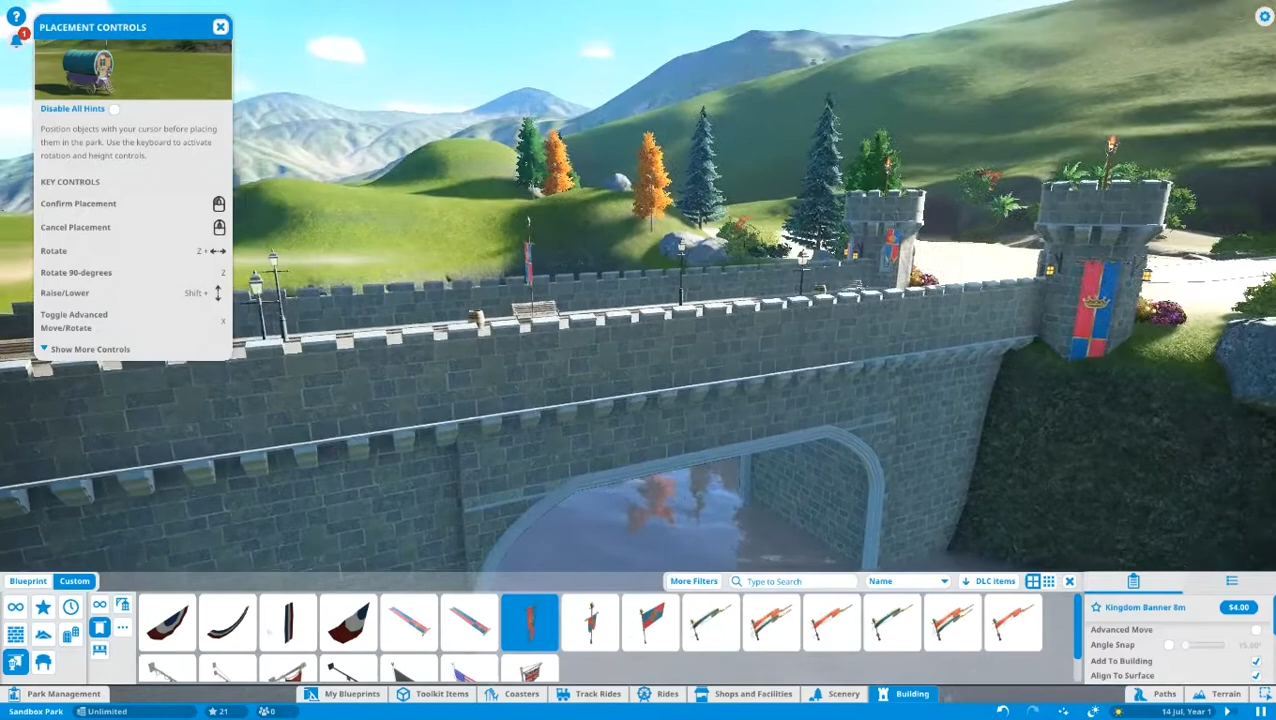 ?
1
PLACEMENT CONTROLS
Disable All Hints
Position objects with your cursor before placing
them in the park. Use the keyboard to activate
rotation and height controls.
KEY CONTROLS
Confirm Placement
Cancel Placement
Rotate Z +
Rotate 90-degrees Z
Raise/Lower Shift +
Toggle Advanced
Move/Rotate X
Show More Controls
Blueprint Custom More Filters Type to Search Name DLC items
Kingdom Banner 8m $4.00
Advanced Move
Angle Snap 15.00°
Add To Building
Align To Surface
Park Management My Blueprints Toolkit Items Coasters Track Rides Rides Shops and Facilities Scenery Building Paths Terrain
Sandbox Park Unlimited 21 0 14 Jul, Year 1